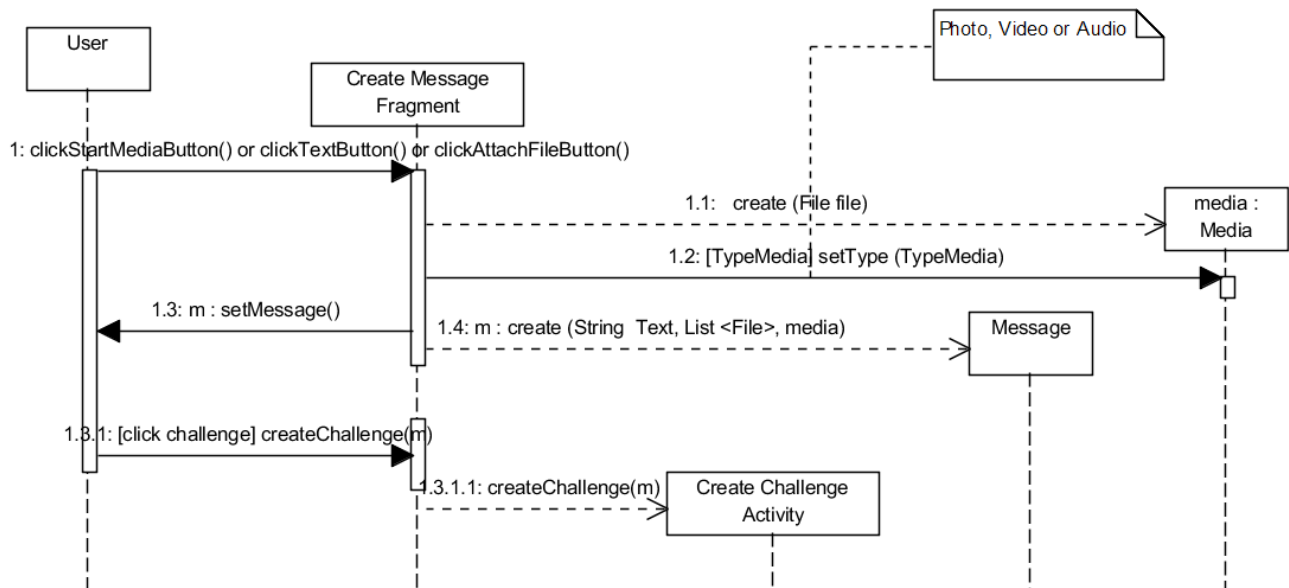 Photo, Video or Audio
User
Create Message
Fragment
1: clickStartMediaButton() or clickTextButton() or clickAttachFileButton()
1.1: create (File file)
media :
Media
1.2: [TypeMedia] setType (TypeMedia)
1.3: m : setMessage()
1.4: m : create (String Text, List <File>, media)
Message
1.3.1: [click challenge] createChallenge(m)
1.3.1.1: createChallenge(m)
Create Challenge
Activity